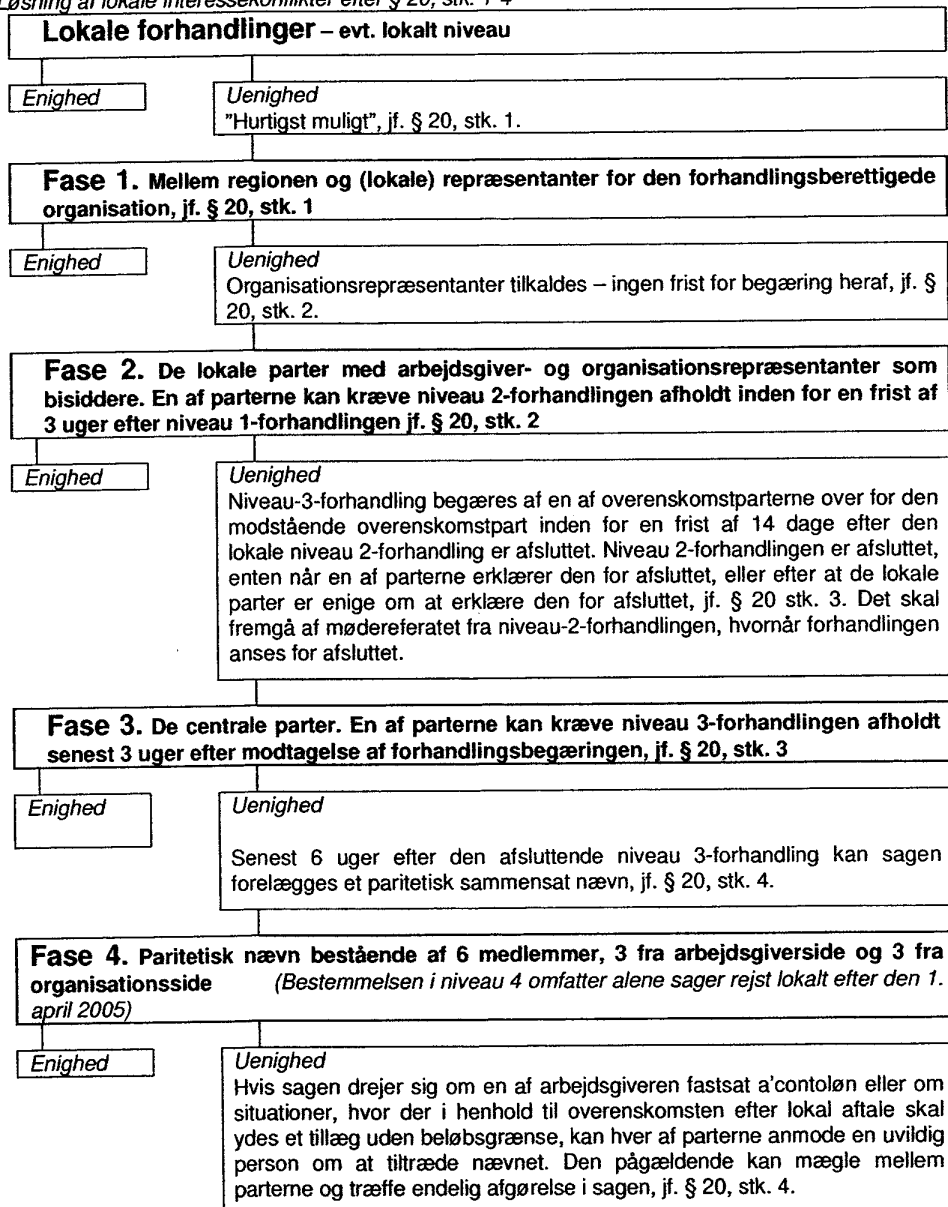 Løsning af lokale interessekonflikter efter § 20, stk. 1-4
Lokale forhandlinger – evt. lokalt niveau
Enighed
Uenighed
"Hurtigst muligt", jf. § 20, stk. 1.
Fase 1. Mellem regionen og (lokale) repræsentanter for den forhandlingsberettigede
organisation, jf. § 20, stk. 1
Enighed
Uenighed
Organisationsrepræsentanter tilkaldes – ingen frist for begæring heraf, jf. §
20, stk. 2.
Fase 2. De lokale parter med arbejdsgiver- og organisationsrepræsentanter som
bisiddere. En af parterne kan kræve niveau 2-forhandlingen afholdt inden for en frist af
3 uger efter niveau 1-forhandlingen jf. § 20, stk. 2
Enighed
Uenighed
Niveau-3-forhandling begæres af en af overenskomstparterne over for den
modstående overenskomstpart inden for en frist af 14 dage efter den
lokale niveau 2-forhandling er afsluttet. Niveau 2-forhandlingen er afsluttet,
enten når en af parterne erklærer den for afsluttet, eller efter at de lokale
parter er enige om at erklære den for afsluttet, jf. § 20 stk. 3. Det skal
fremgå af mødereferatet fra niveau-2-forhandlingen, hvornår forhandlingen
anses for afsluttet.
Fase 3. De centrale parter. En af parterne kan kræve niveau 3-forhandlingen afholdt
senest 3 uger efter modtagelse af forhandlingsbegæringen, jf. § 20, stk. 3
Enighed
Uenighed
Senest 6 uger efter den afsluttende niveau 3-forhandling kan sagen
forelægges et paritetisk sammensat nævn, jf. § 20, stk. 4.
Fase 4. Paritetisk nævn bestående af 6 medlemmer, 3 fra arbejdsgiverside og 3 fra
organisationsside (Bestemmelsen i niveau 4 omfatter alene sager rejst lokalt efter den 1.
april 2005)
Enighed
Uenighed
Hvis sagen drejer sig om en af arbejdsgiveren fastsat a'contoløn eller om
situationer, hvor der i henhold til overenskomsten efter lokal aftale skal
ydes et tillæg uden beløbsgrænse, kan hver af parterne anmode en uvildig
person om at tiltræde nævnet. Den pågældende kan mægle mellem
parterne og træffe endelig afgørelse i sagen, jf. § 20, stk. 4.